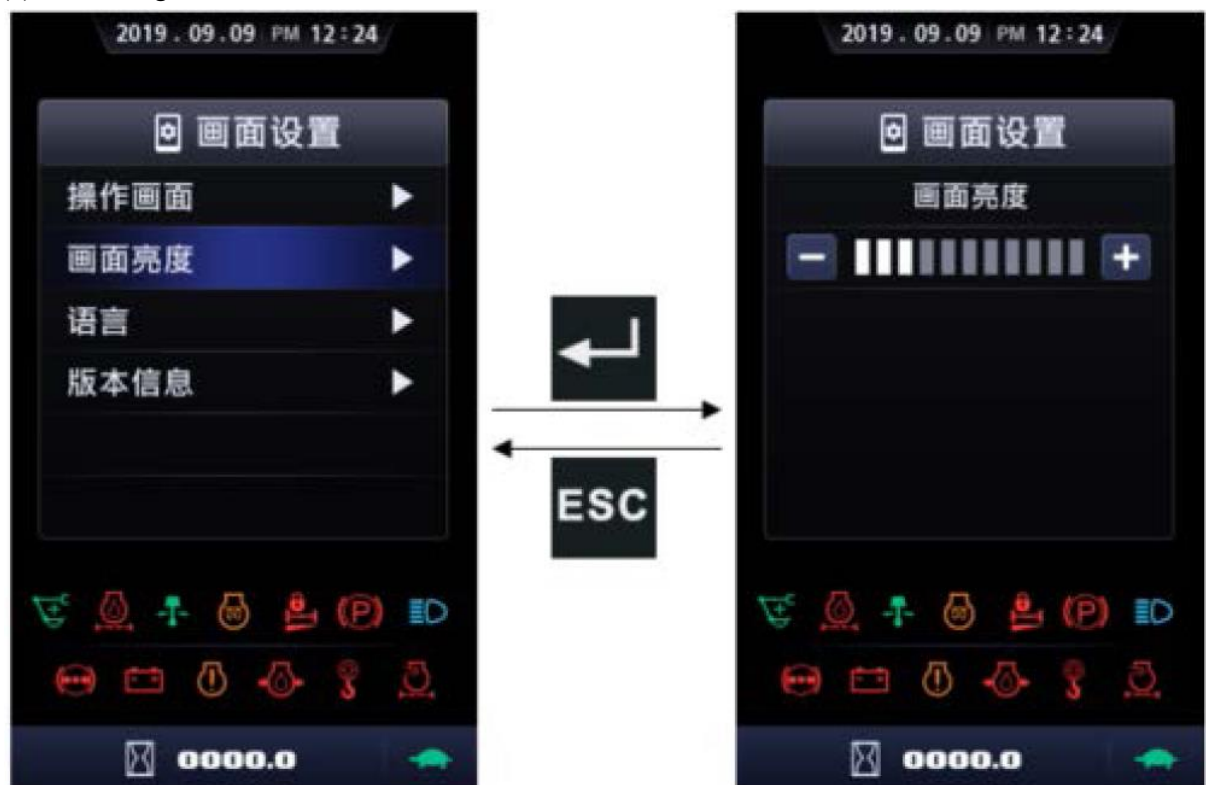 2019 . 09 . 09 PM 12 : 24
画面设置
操作画面
画面亮度
语言
版本信息
(P)
0000.0
ESC
2019 . 09 . 09 PM 12 : 24
画面设置
画面亮度
− +
(P)
0000.0